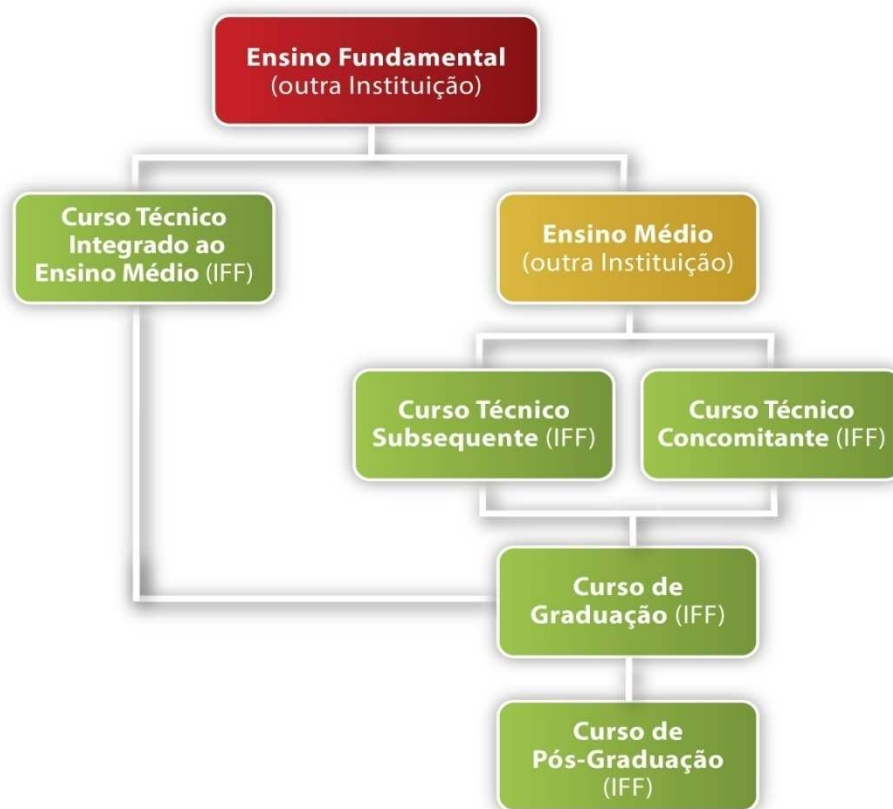 Ensino Fundamental
(outra Instituição)
Curso Técnico
Integrado ao
Ensino Médio (IFF)
Ensino Médio
(outra Instituição)
Curso Técnico
Subsequente (IFF)
Curso Técnico
Concomitante (IFF)
Curso de
Graduação (IFF)
Curso de
Pós-Graduação
(IFF)